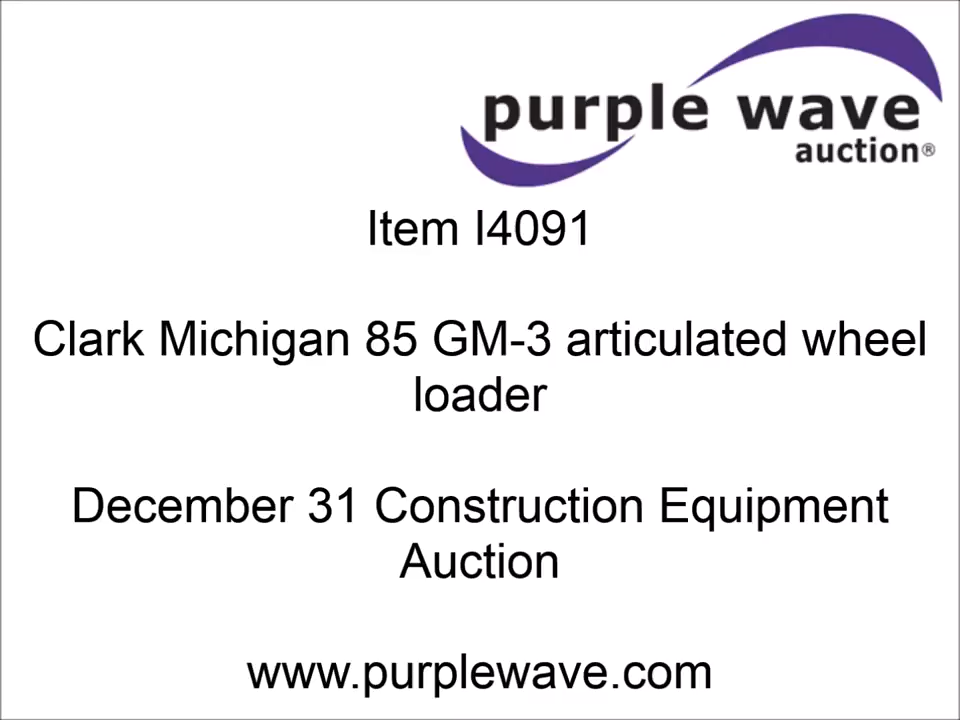 purple wave
auction®
Item I4091
Clark Michigan 85 GM-3 articulated wheel
loader
December 31 Construction Equipment
Auction
www.purplewave.com